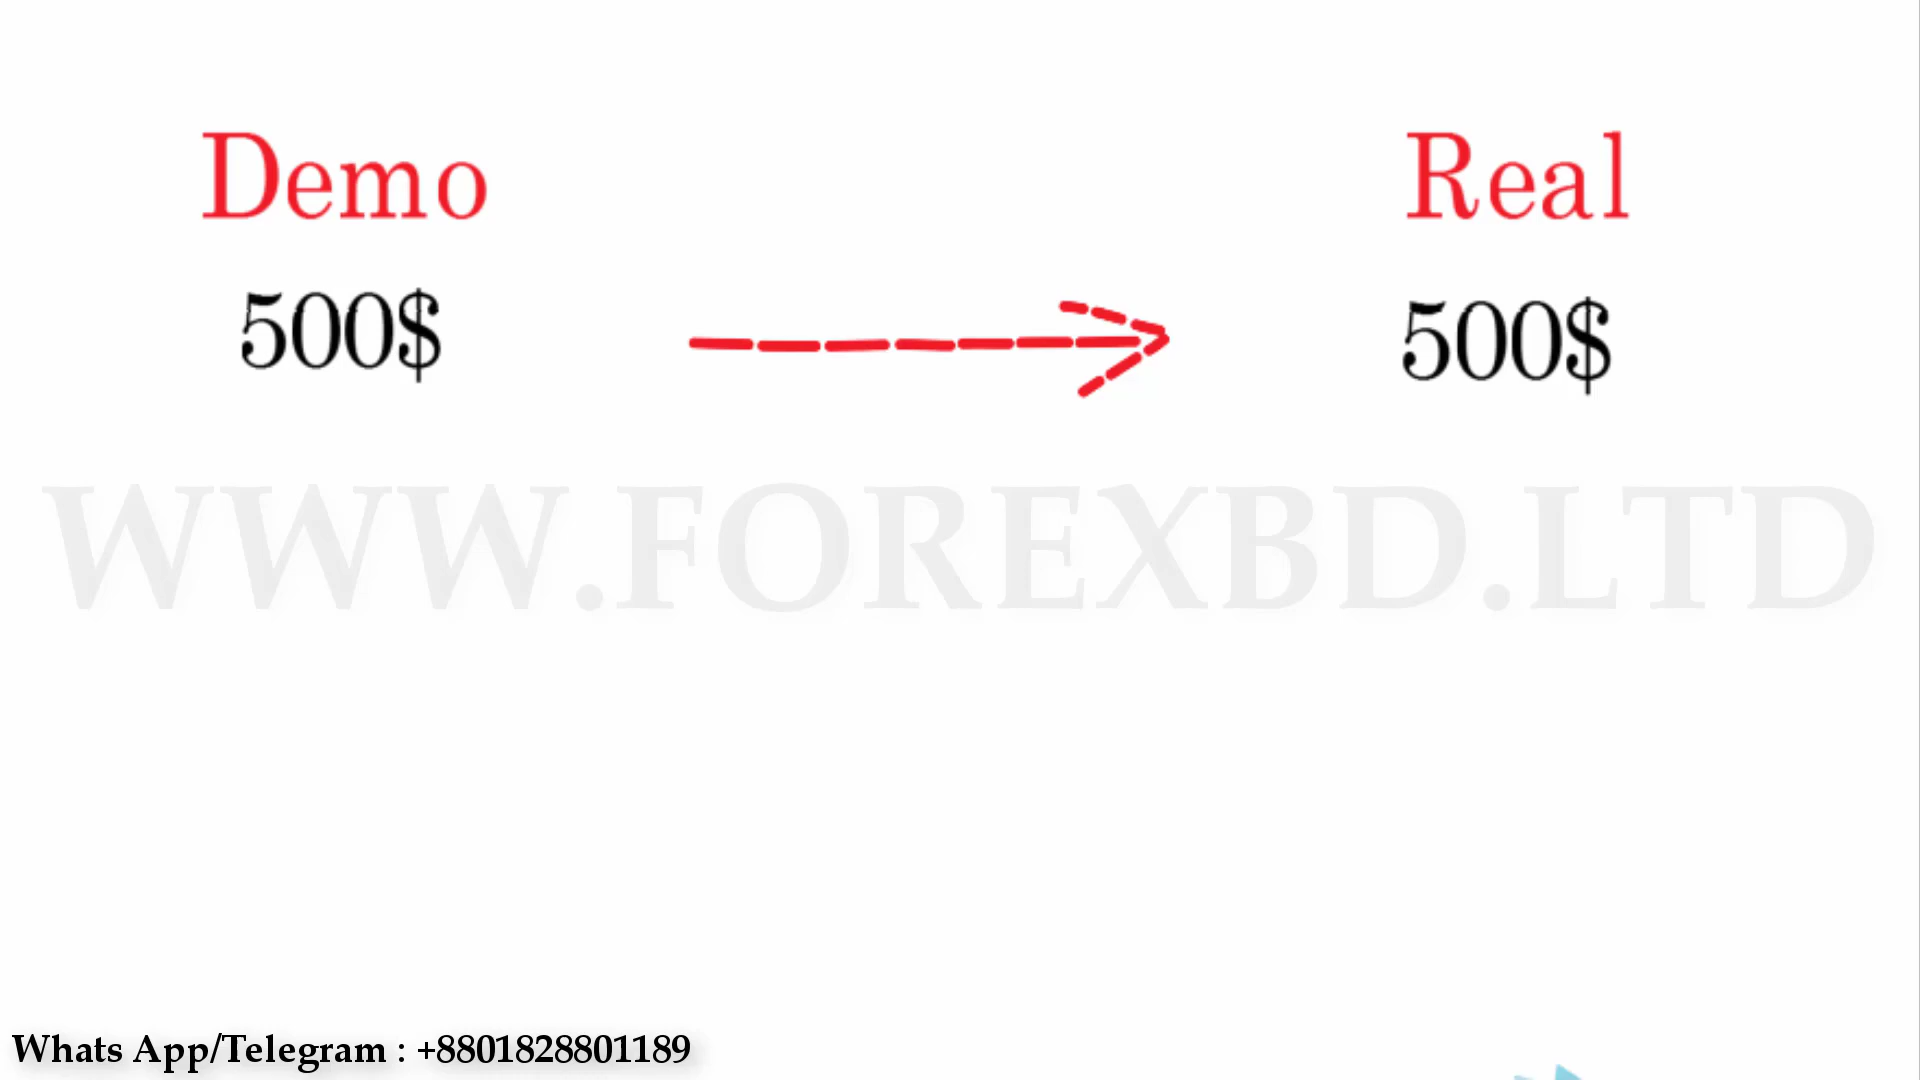 Demo Real
500$ 500$
WWW.FOREXBD.LTD
Whats App/Telegram : +8801828801189